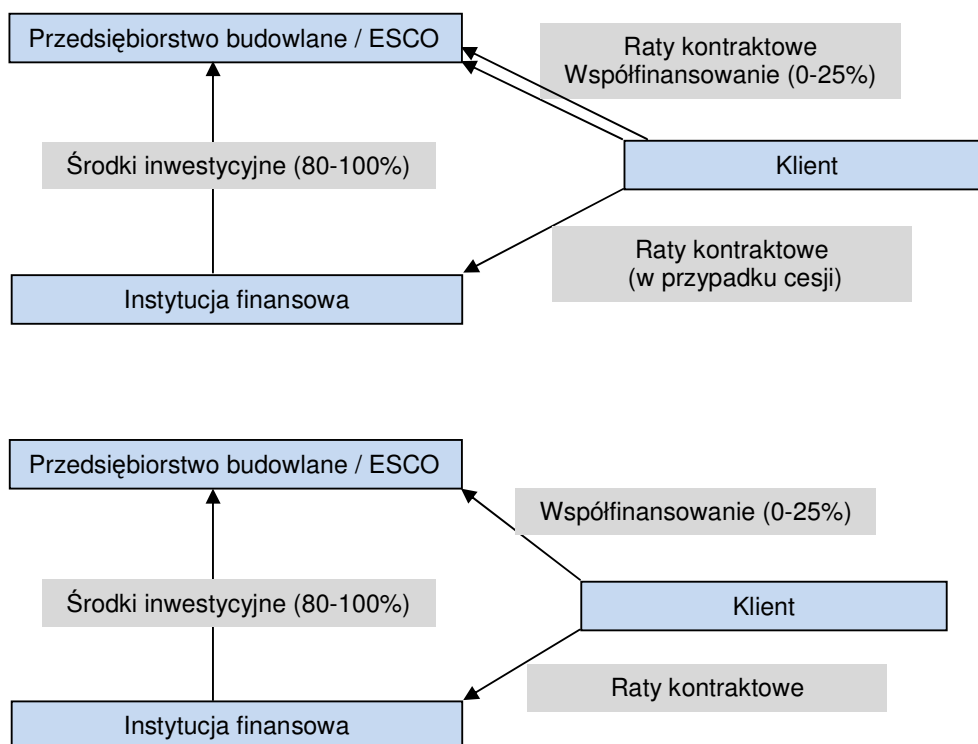 Przedsiębiorstwo budowlane / ESCO
Raty kontraktowe
Współfinansowanie (0-25%)
Środki inwestycyjne (80-100%)
Klient
Raty kontraktowe
(w przypadku cesji)
Instytucja finansowa
Przedsiębiorstwo budowlane / ESCO
Współfinansowanie (0-25%)
Środki inwestycyjne (80-100%)
Klient
Raty kontraktowe
Instytucja finansowa